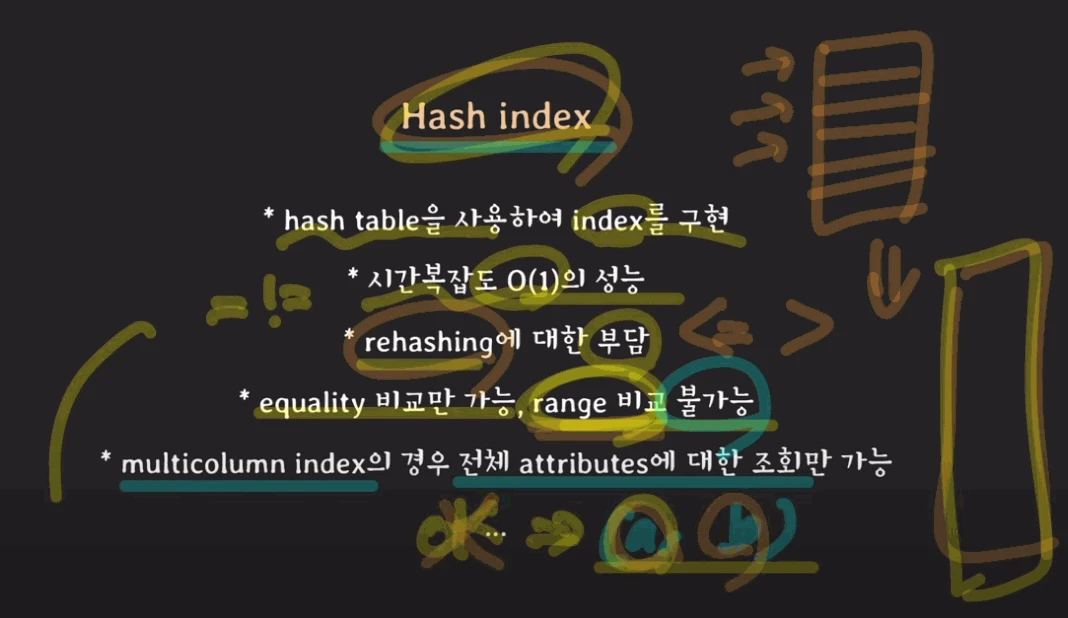 Hash index
* hash table을 사용하여 index를 구현
* 시간복잡도 O(1)의 성능
= !=
* rehashing에 대한 부담
<= >
* equality 비교만 가능, range 비교 불가능
* multicolumn index의 경우 전체 attributes에 대한 조회만 가능
...
(a, b)